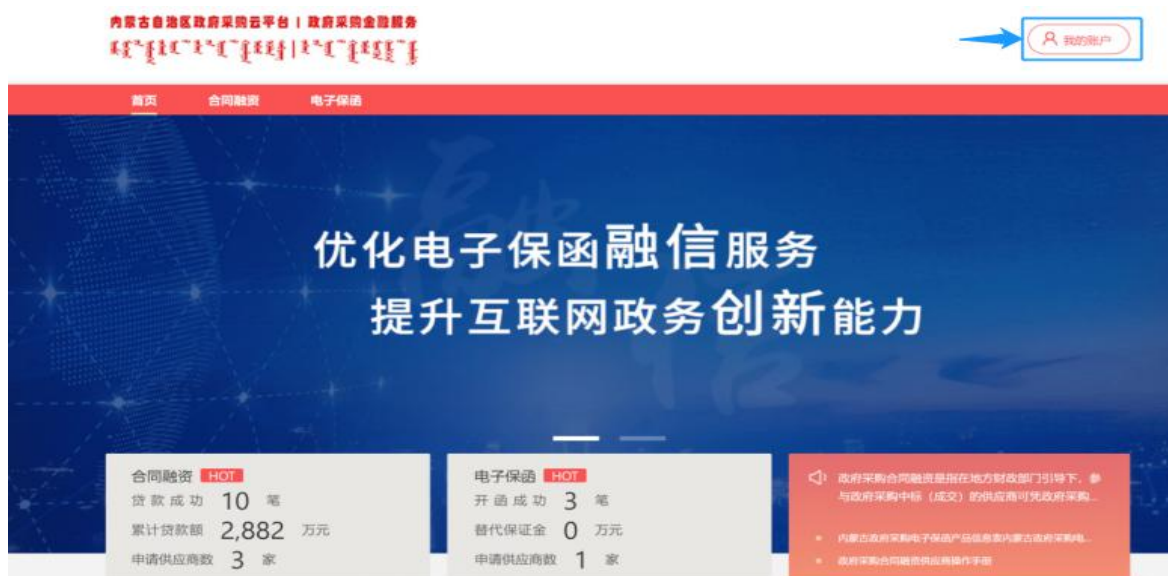 内蒙古自治区政府采购云平台 | 政府采购金融服务
我的账户
首页 合同融资 电子保函
优化电子保函融信服务
提升互联网政务创新能力
合同融资 HOT
贷款成功 10 笔
累计贷款额 2,882 万元
申请供应商数 3 家
电子保函 HOT
开函成功 3 笔
替代保证金 0 万元
申请供应商数 1 家
政府采购合同融资是指在地方财政部门引导下，参
与政府采购中标（成交）的供应商可凭政府采购...
内蒙古政府采购电子保函产品信息表内蒙古政府采购电...
政府采购合同融资供应商操作手册